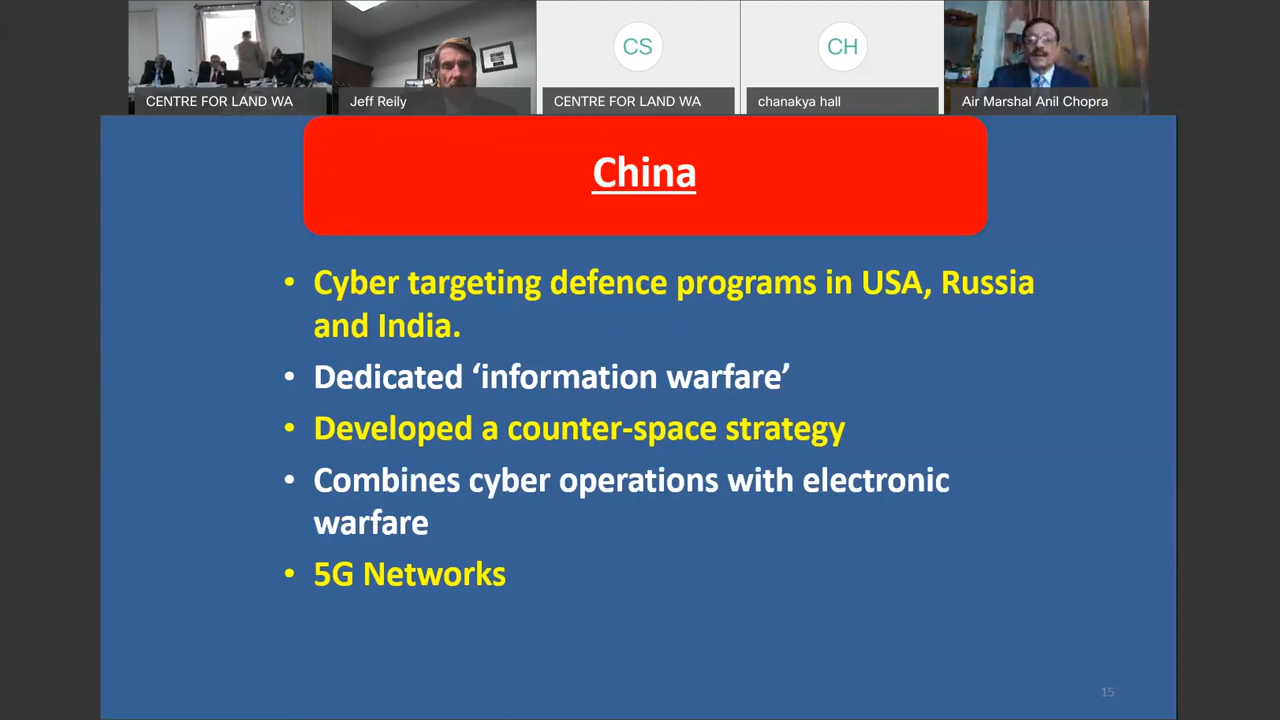 CENTRE FOR LAND WA
Jeff Reily
CS
CENTRE FOR LAND WA
CH
chanakya hall
Air Marshal Anil Chopra
China
• Cyber targeting defence programs in USA, Russia
and India.
• Dedicated ‘information warfare’
• Developed a counter-space strategy
• Combines cyber operations with electronic
warfare
• 5G Networks
15